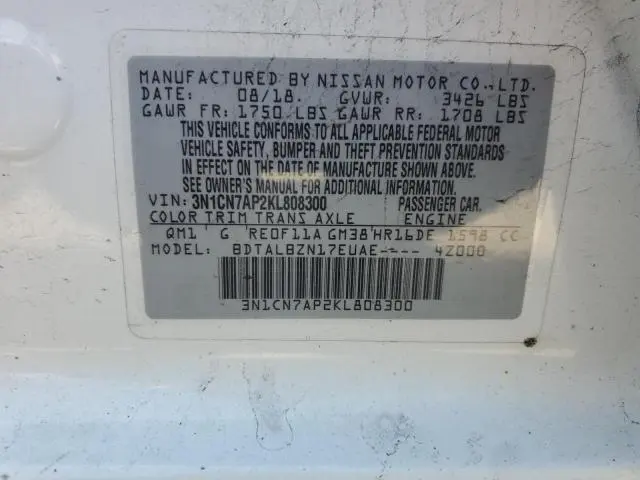 MANUFACTURED BY NISSAN MOTOR CO., LTD.
DATE: 08/18. GVWR: 3426 LBS
GAWR FR: 1750 LBS GAWR RR: 1708 LBS
THIS VEHICLE CONFORMS TO ALL APPLICABLE FEDERAL MOTOR
VEHICLE SAFETY, BUMPER AND THEFT PREVENTION STANDARDS
IN EFFECT ON THE DATE OF MANUFACTURE SHOWN ABOVE.
SEE OWNER'S MANUAL FOR ADDITIONAL INFORMATION.
VIN: 3N1CN7AP2KL808300 PASSENGER CAR.
COLOR TRIM TRANS AXLE ENGINE
QM1 G RE0F11A GM38 HR16DE 1598 CC
MODEL: BDTALBZN17EUAE---- 4Z000
3N1CN7AP2KL808300